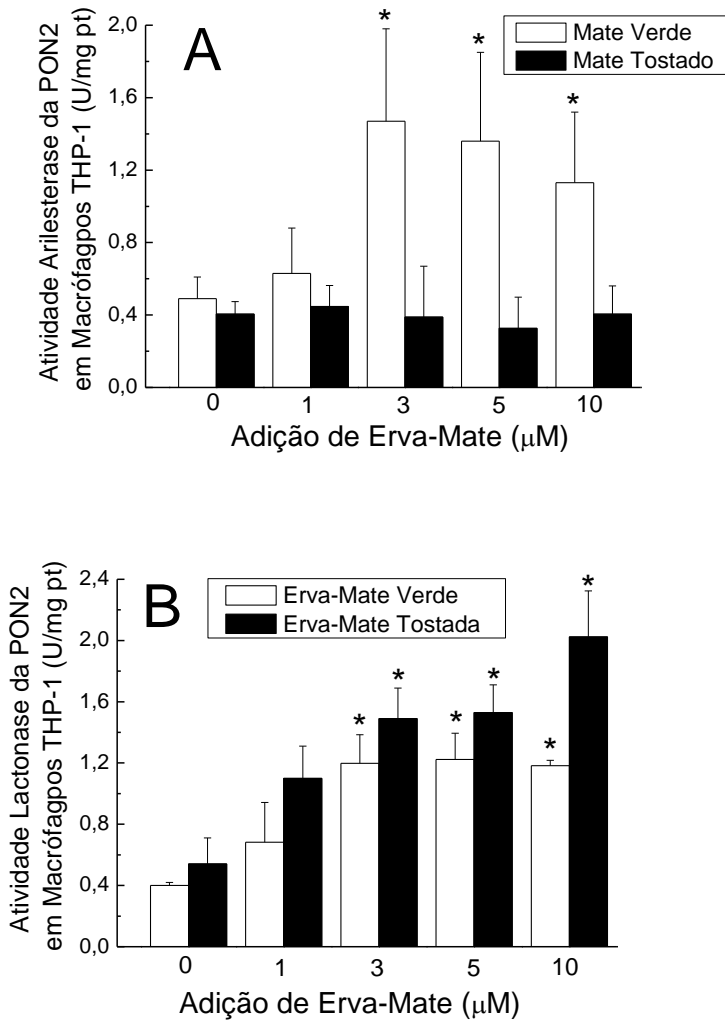 A
Mate Verde
Mate Tostado
Atividade Arilesterase da PON2
em Macrófagpos THP-1 (U/mg pt)
2,0
1,6
1,2
0,8
0,4
0,0
*
*
*
0 1 3 5 10
Adição de Erva-Mate (μM)
B
Erva-Mate Verde
Erva-Mate Tostada
Atividade Lactonase da PON2
em Macrófagpos THP-1 (U/mg pt)
2,4
2,0
1,6
1,2
0,8
0,4
0,0
* *
* *
* *
0 1 3 5 10
Adição de Erva-Mate (μM)